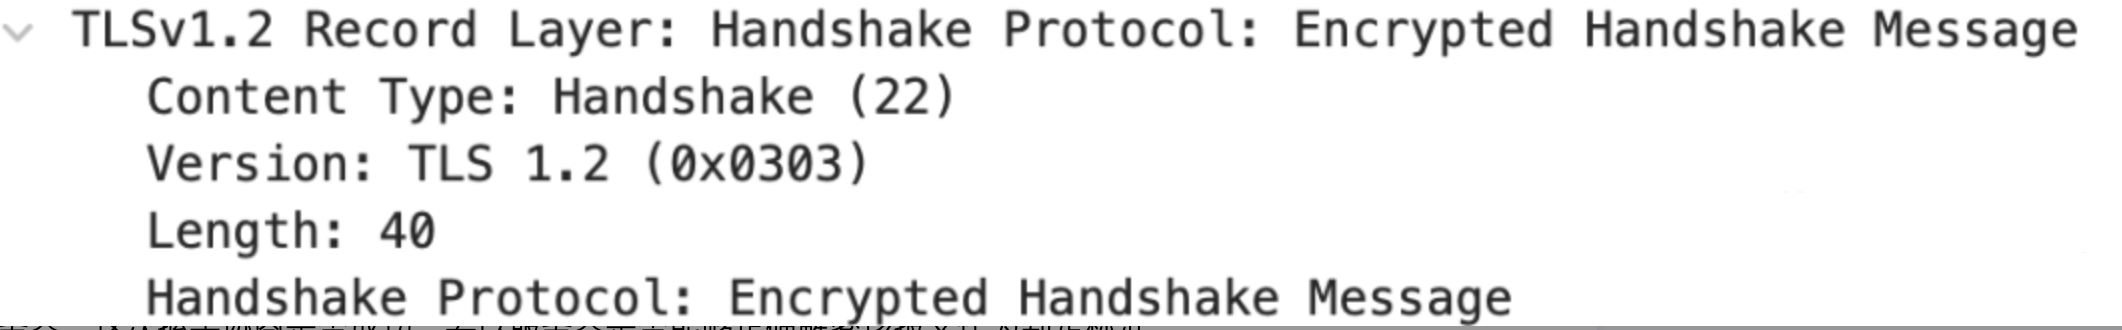 TLSv1.2 Record Layer: Handshake Protocol: Encrypted Handshake Message
Content Type: Handshake (22)
Version: TLS 1.2 (0x0303)
Length: 40
Handshake Protocol: Encrypted Handshake Message